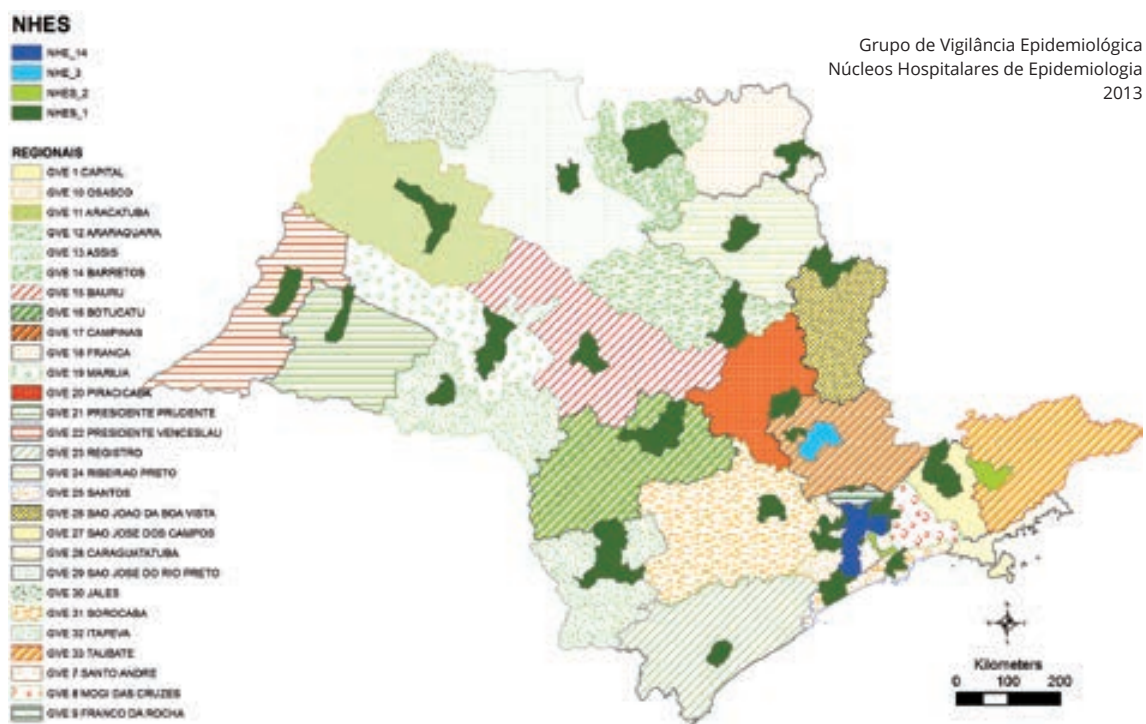 NHES
NHE_14
NHE_3
NHES_2
NHES_1
REGIONAIS
GVE 1 CAPITAL
GVE 10 OSASCO
GVE 11 ARACATUBA
GVE 12 ARARAQUARA
GVE 13 ASSIS
GVE 14 BARRETOS
GVE 15 BAURU
GVE 16 BOTUCATU
GVE 17 CAMPINAS
GVE 18 FRANCA
GVE 19 MARILIA
GVE 20 PIRACICABA
GVE 21 PRESIDENTE PRUDENTE
GVE 22 PRESIDENTE VENCESLAU
GVE 23 REGISTRO
GVE 24 RIBEIRAO PRETO
GVE 25 SANTOS
GVE 26 SAO JOAO DA BOA VISTA
GVE 27 SAO JOSE DOS CAMPOS
GVE 28 CARAGUATATUBA
GVE 29 SAO JOSE DO RIO PRETO
GVE 30 JALES
GVE 31 SOROCABA
GVE 32 ITAPEVA
GVE 33 TAUBATE
GVE 7 SANTO ANDRE
GVE 8 MOGI DAS CRUZES
GVE 9 FRANCO DA ROCHA
Grupo de Vigilância Epidemiológica
Núcleos Hospitalares de Epidemiologia
2013
Kilometers
0 100 200